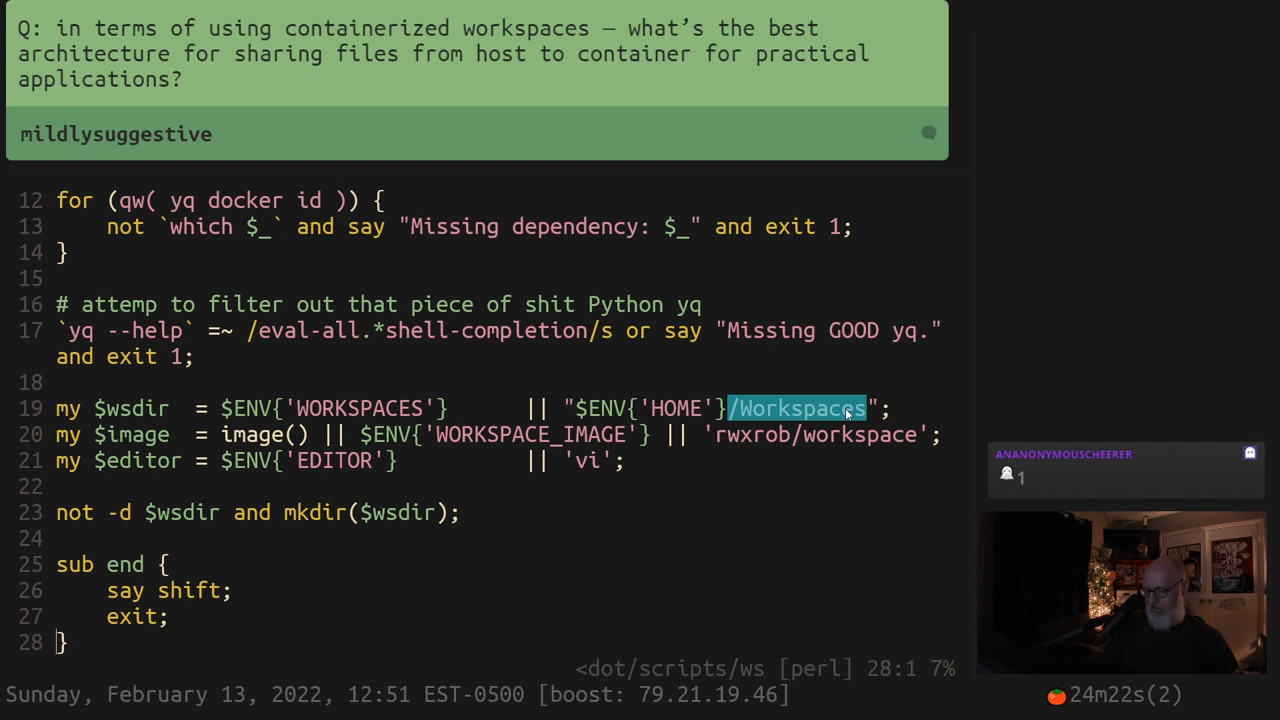 Q: in terms of using containerized workspaces – what’s the best
architecture for sharing files from host to container for practical
applications?
mildlysuggestive
12 for (qw( yq docker id )) {
13     not `which $_` and say "Missing dependency: $_" and exit 1;
14 }
15
16 # attemp to filter out that piece of shit Python yq
17 `yq --help` =~ /eval-all.*shell-completion/s or say "Missing GOOD yq."
and exit 1;
18
19 my $wsdir  = $ENV{'WORKSPACES'}      || "$ENV{'HOME'}/Workspaces";
20 my $image  = image() || $ENV{'WORKSPACE_IMAGE'} || 'rwxrob/workspace';
21 my $editor = $ENV{'EDITOR'}          || 'vi';
22
23 not -d $wsdir and mkdir($wsdir);
24
25 sub end {
26     say shift;
27     exit;
28 }
<dot/scripts/ws [perl] 28:1 7%
Sunday, February 13, 2022, 12:51 EST-0500 [boost: 79.21.19.46]
ANANONYMOUSCHEERER
1
🍅24m22s(2)